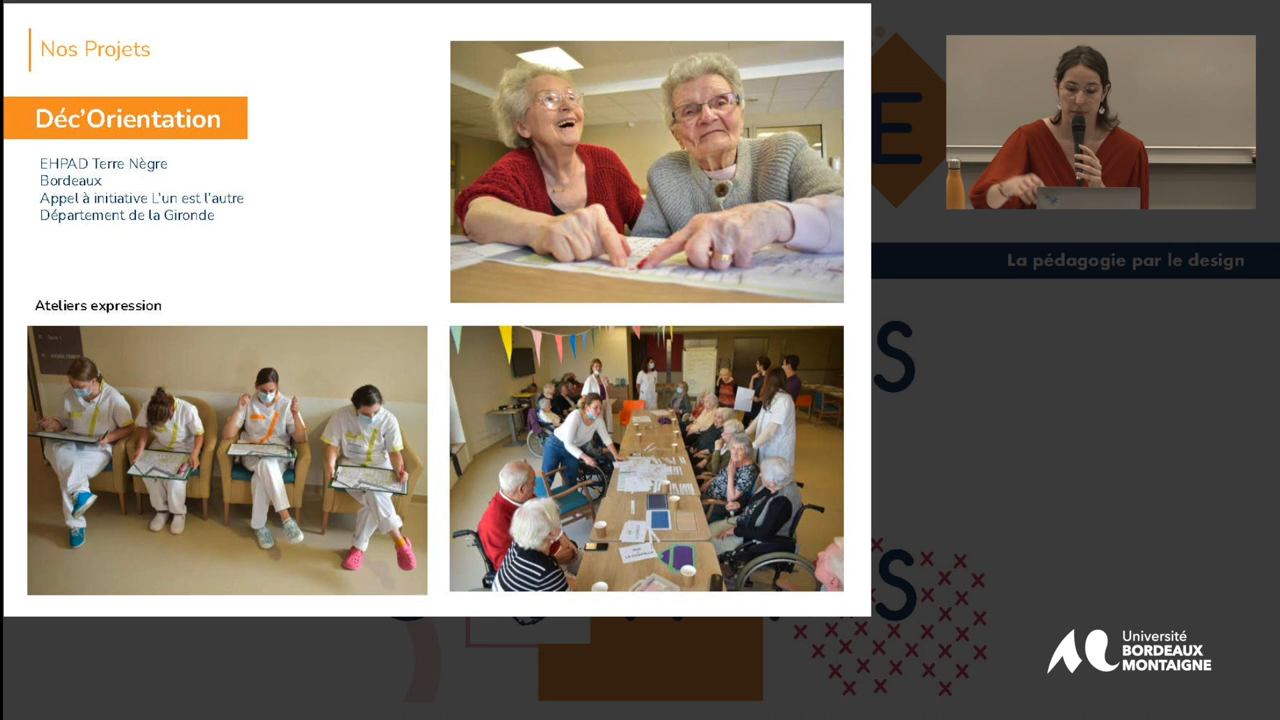 Nos Projets
Déc'Orientation
EHPAD Terre Nègre
Bordeaux
Appel à initiative L'un est l'autre
Département de la Gironde
Ateliers expression
E
La pédagogie par le design
S
S
Université
BORDEAUX
MONTAIGNE